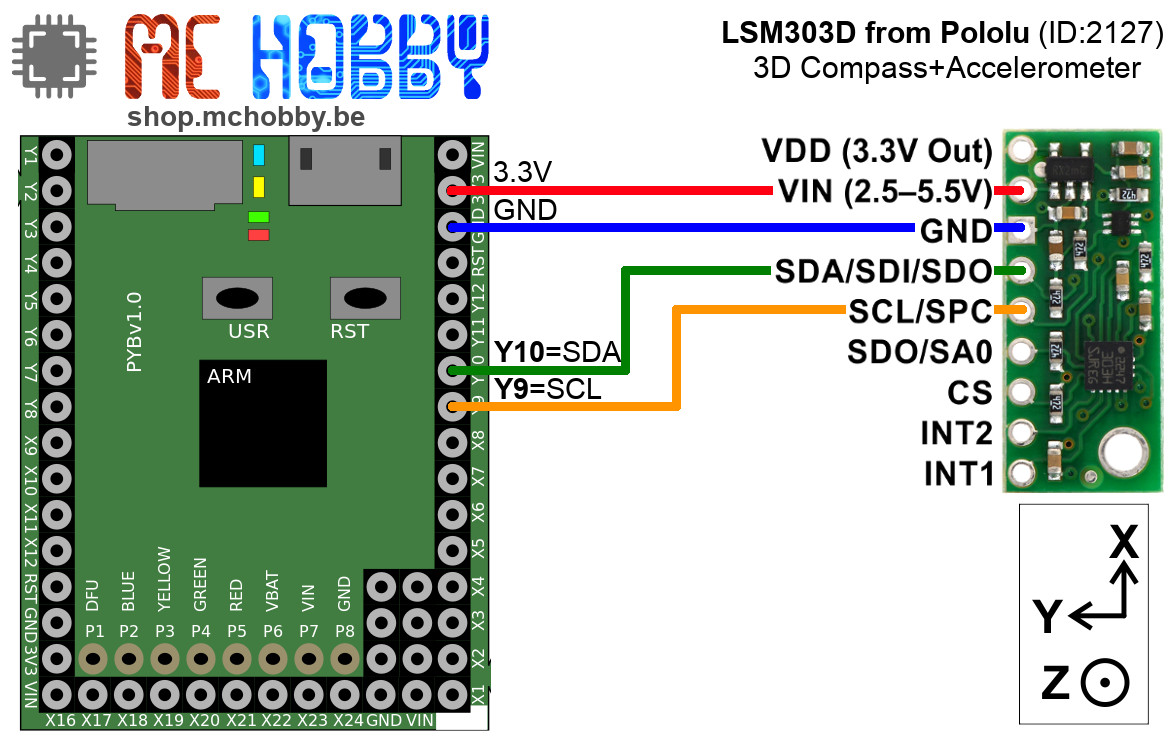 MC HOBBY
shop.mchobby.be
LSM303D from Pololu (ID:2127)
3D Compass+Accelerometer
VDD (3.3V Out)
VIN (2.5–5.5V)
GND
SDA/SDI/SDO
SCL/SPC
SDO/SA0
CS
INT2
INT1
3.3V
GND
Y10=SDA
Y9=SCL
Y1
Y2
Y3
Y4
Y5
Y6
Y7
Y8
X9
X10
X11
X12
RST
GND
3V3
VIN
VIN
RST
Y12
Y11
X8
X7
X6
X5
X4
X3
X2
X1
PYBv1.0
USR
RST
ARM
DFU
BLUE
YELLOW
GREEN
RED
VBAT
VIN
GND
P1 P2 P3 P4 P5 P6 P7 P8
X16 X17 X18 X19 X20 X21 X22 X23 X24 GND VIN
X
Y
Z